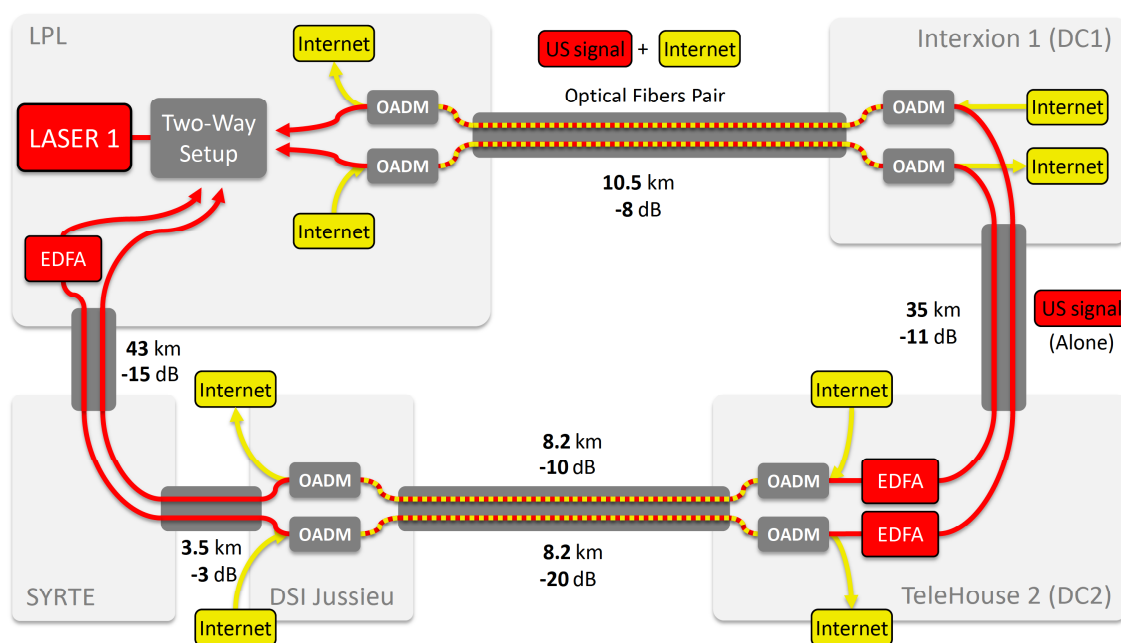 LPL
Internet
US signal + Internet
Interxion 1 (DC1)
LASER 1
Two-Way
Setup
OADM
OADM
Optical Fibers Pair
OADM
OADM
Internet
Internet
Internet
10.5 km
-8 dB
EDFA
43 km
-15 dB
35 km
-11 dB
US signal
(Alone)
Internet
Internet
8.2 km
-10 dB
OADM
OADM
OADM
OADM
EDFA
EDFA
3.5 km
-3 dB
8.2 km
-20 dB
SYRTE
DSI Jussieu
Internet
Internet
TeleHouse 2 (DC2)